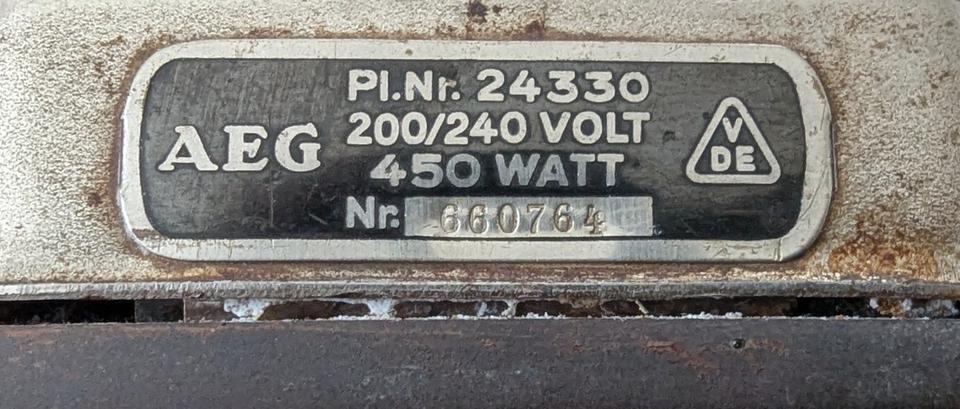 Pl.Nr. 24330
AEG
200/240 VOLT
450 WATT
Nr. 660764
V
DE